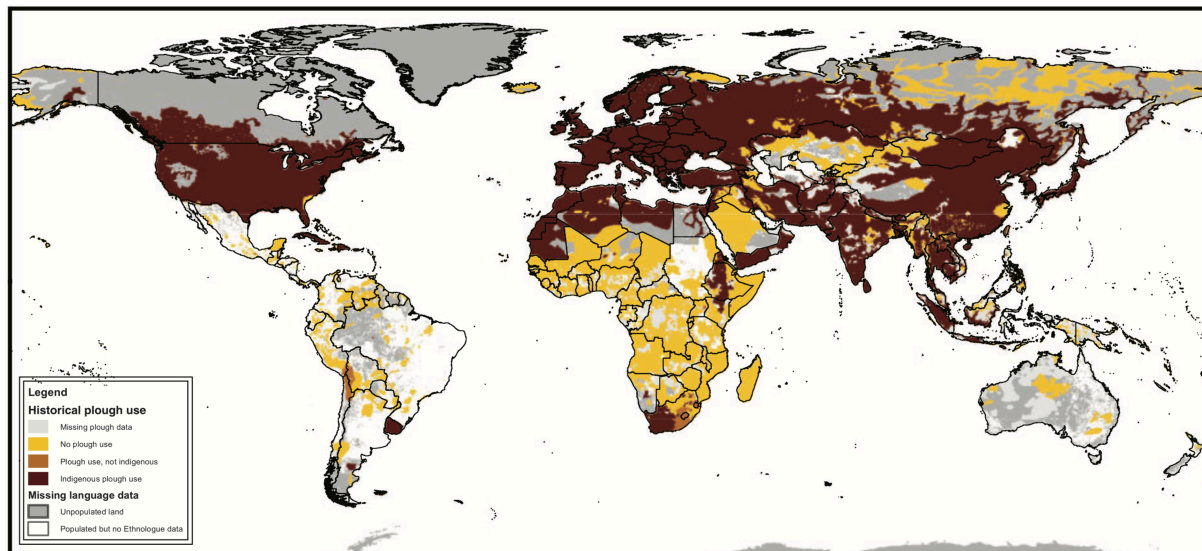 Legend
Historical plough use
Missing plough data
No plough use
Plough use, not indigenous
Indigenous plough use
Missing language data
Unpopulated land
Populated but no Ethnologue data